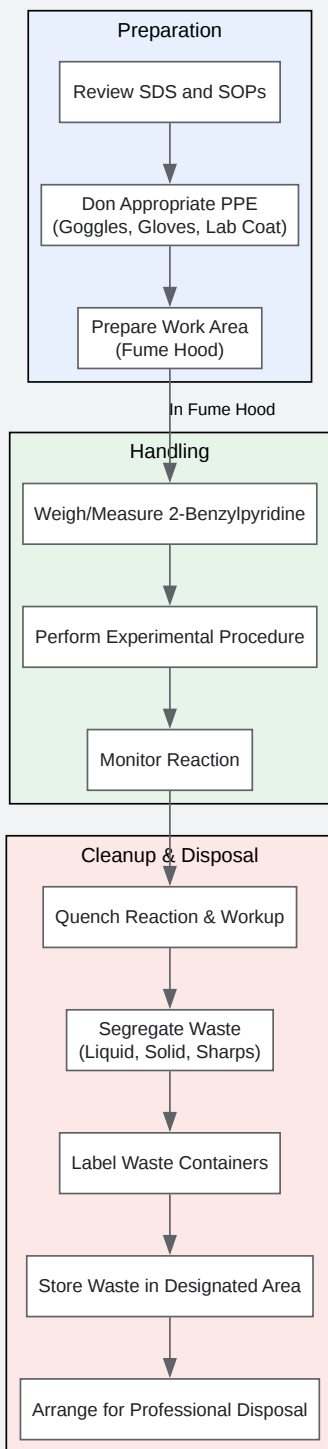 Preparation
Review SDS and SOPs
Don Appropriate PPE
(Goggles, Gloves, Lab Coat)
Prepare Work Area
(Fume Hood)
In Fume Hood
Handling
Weigh/Measure 2-Benzylpyridine
Perform Experimental Procedure
Monitor Reaction
Cleanup & Disposal
Quench Reaction & Workup
Segregate Waste
(Liquid, Solid, Sharps)
Label Waste Containers
Store Waste in Designated Area
Arrange for Professional Disposal